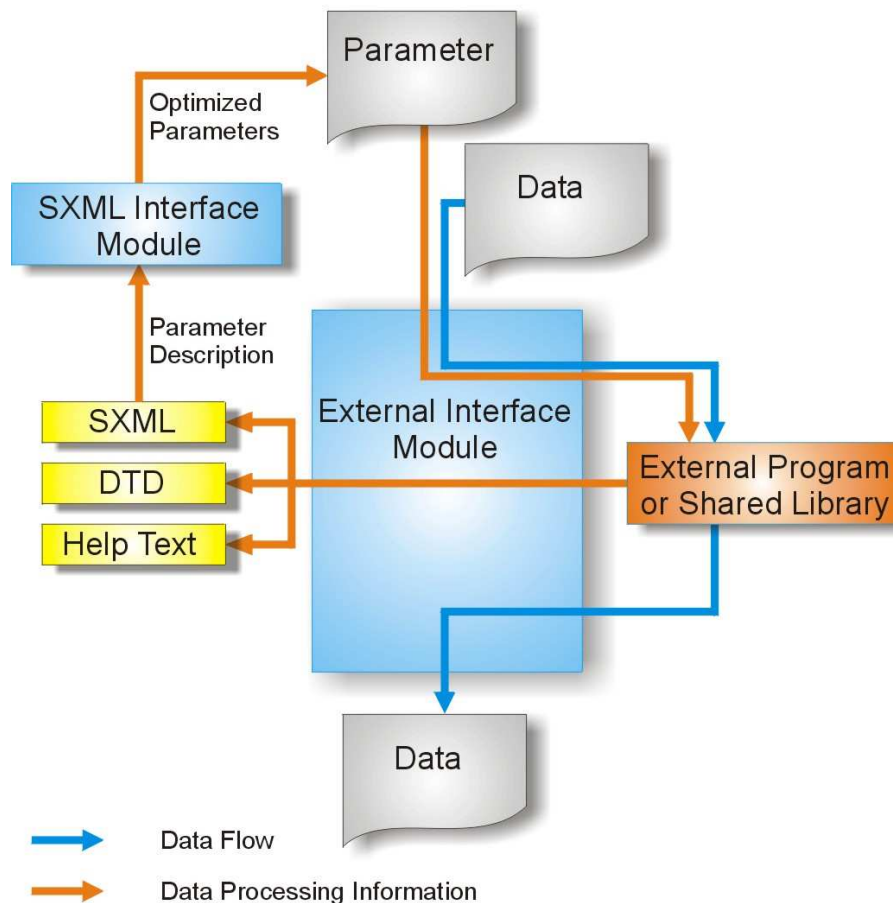 Parameter
Optimized
Parameters
Data
SXML Interface
Module
Parameter
Description
External Interface
Module
SXML
DTD
Help Text
External Program
or Shared Library
Data
Data Flow
Data Processing Information